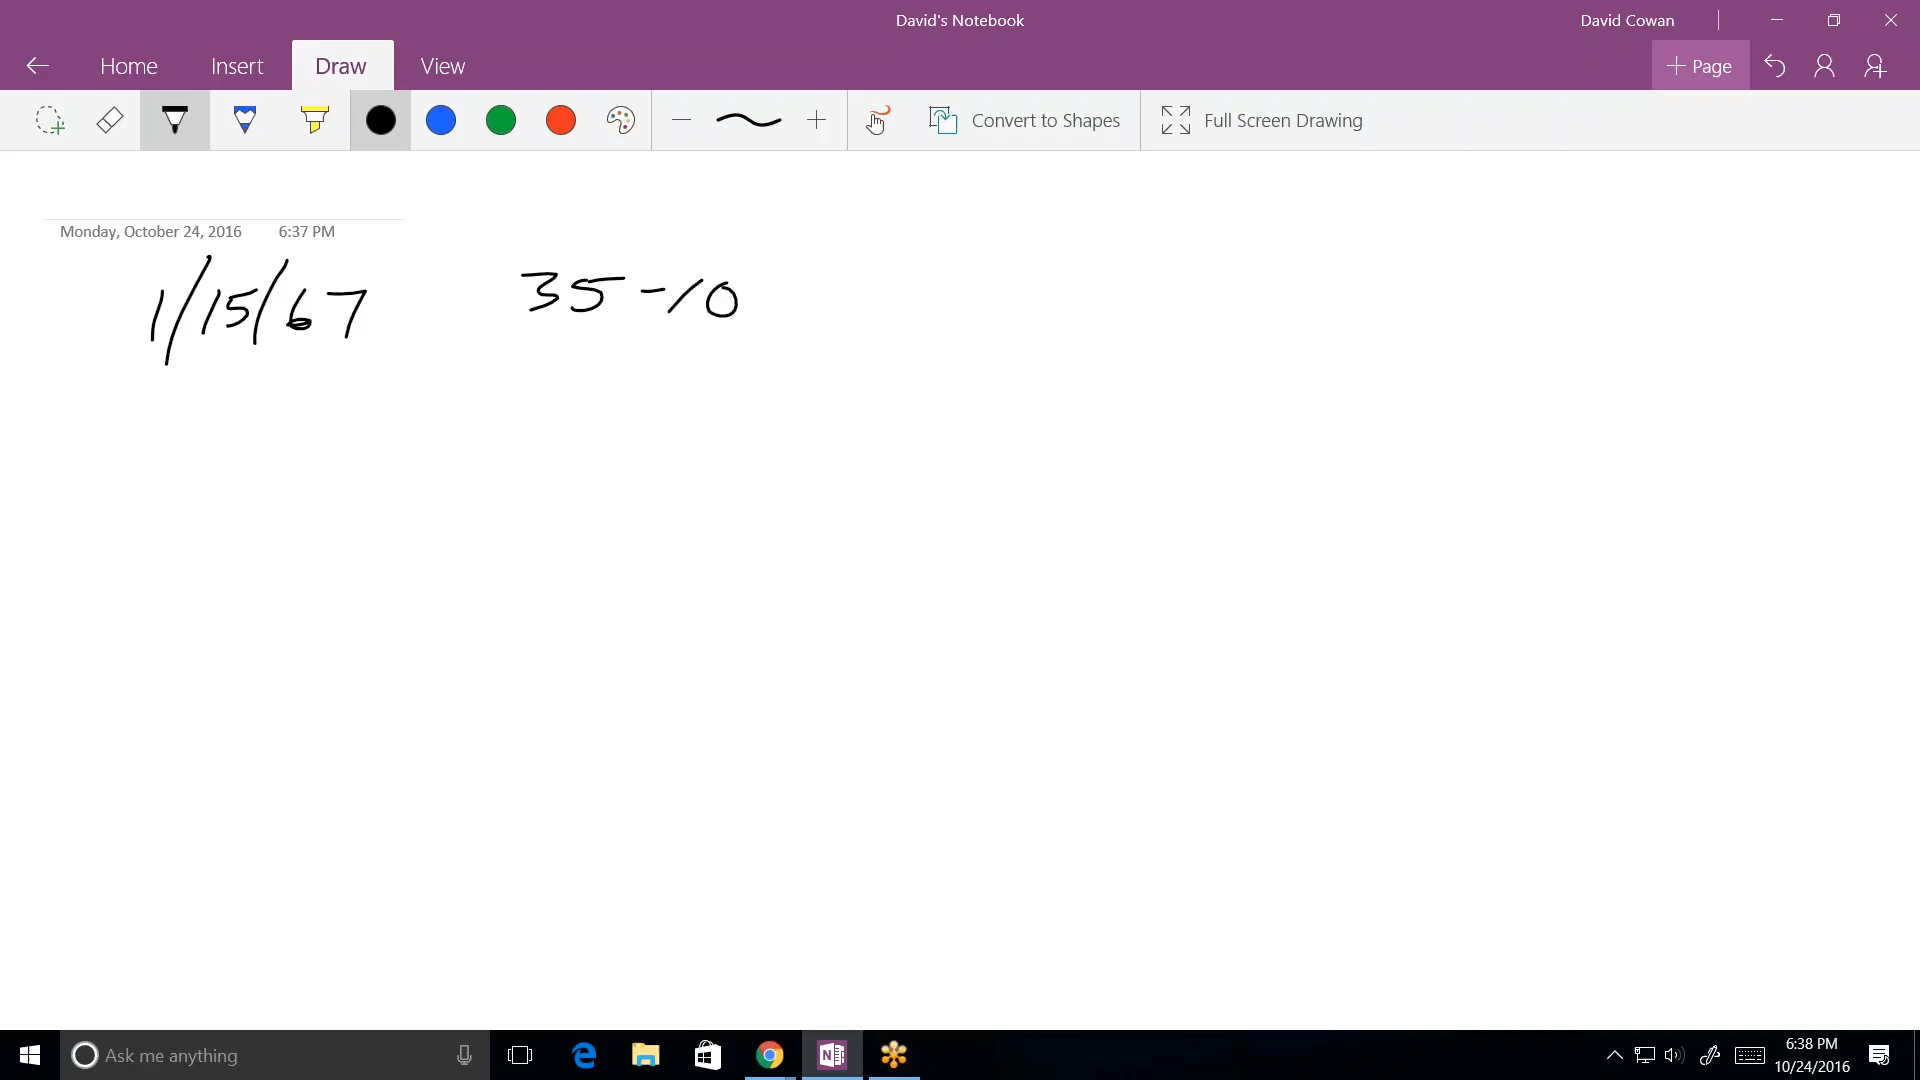 David's Notebook
David Cowan
Home Insert Draw View
Page
Convert to Shapes
Full Screen Drawing
Monday, October 24, 2016 6:37 PM
1/15/67 35-10
Ask me anything
N
6:38 PM
10/24/2016